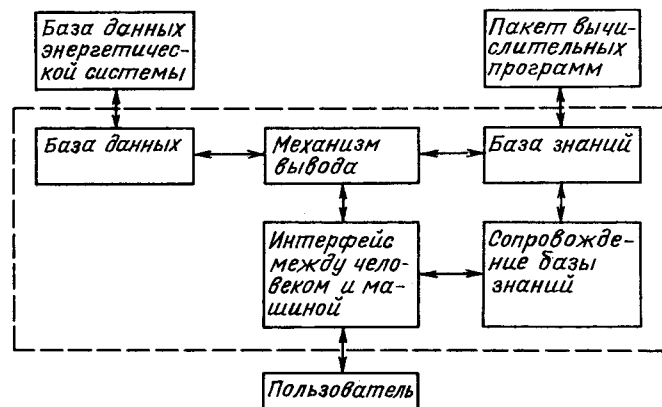 База данных
энергетичес-
кой системы
Пакет вычи-
слительных
программ
База данных
Механизм
вывода
База знаний
Интерфейс
между чело-
веком и ма-
шиной
Сопровожде-
ние базы
знаний
Пользователь